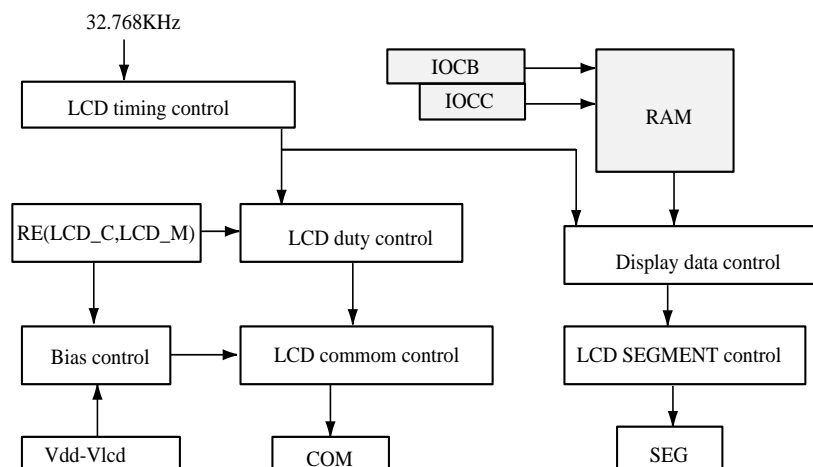 32.768KHz
IOCB
LCD timing control
IOCC
RAM
RE(LCD_C,LCD_M)
LCD duty control
Display data control
Bias control
LCD commom control
LCD SEGMENT control
Vdd-Vlcd
COM
SEG